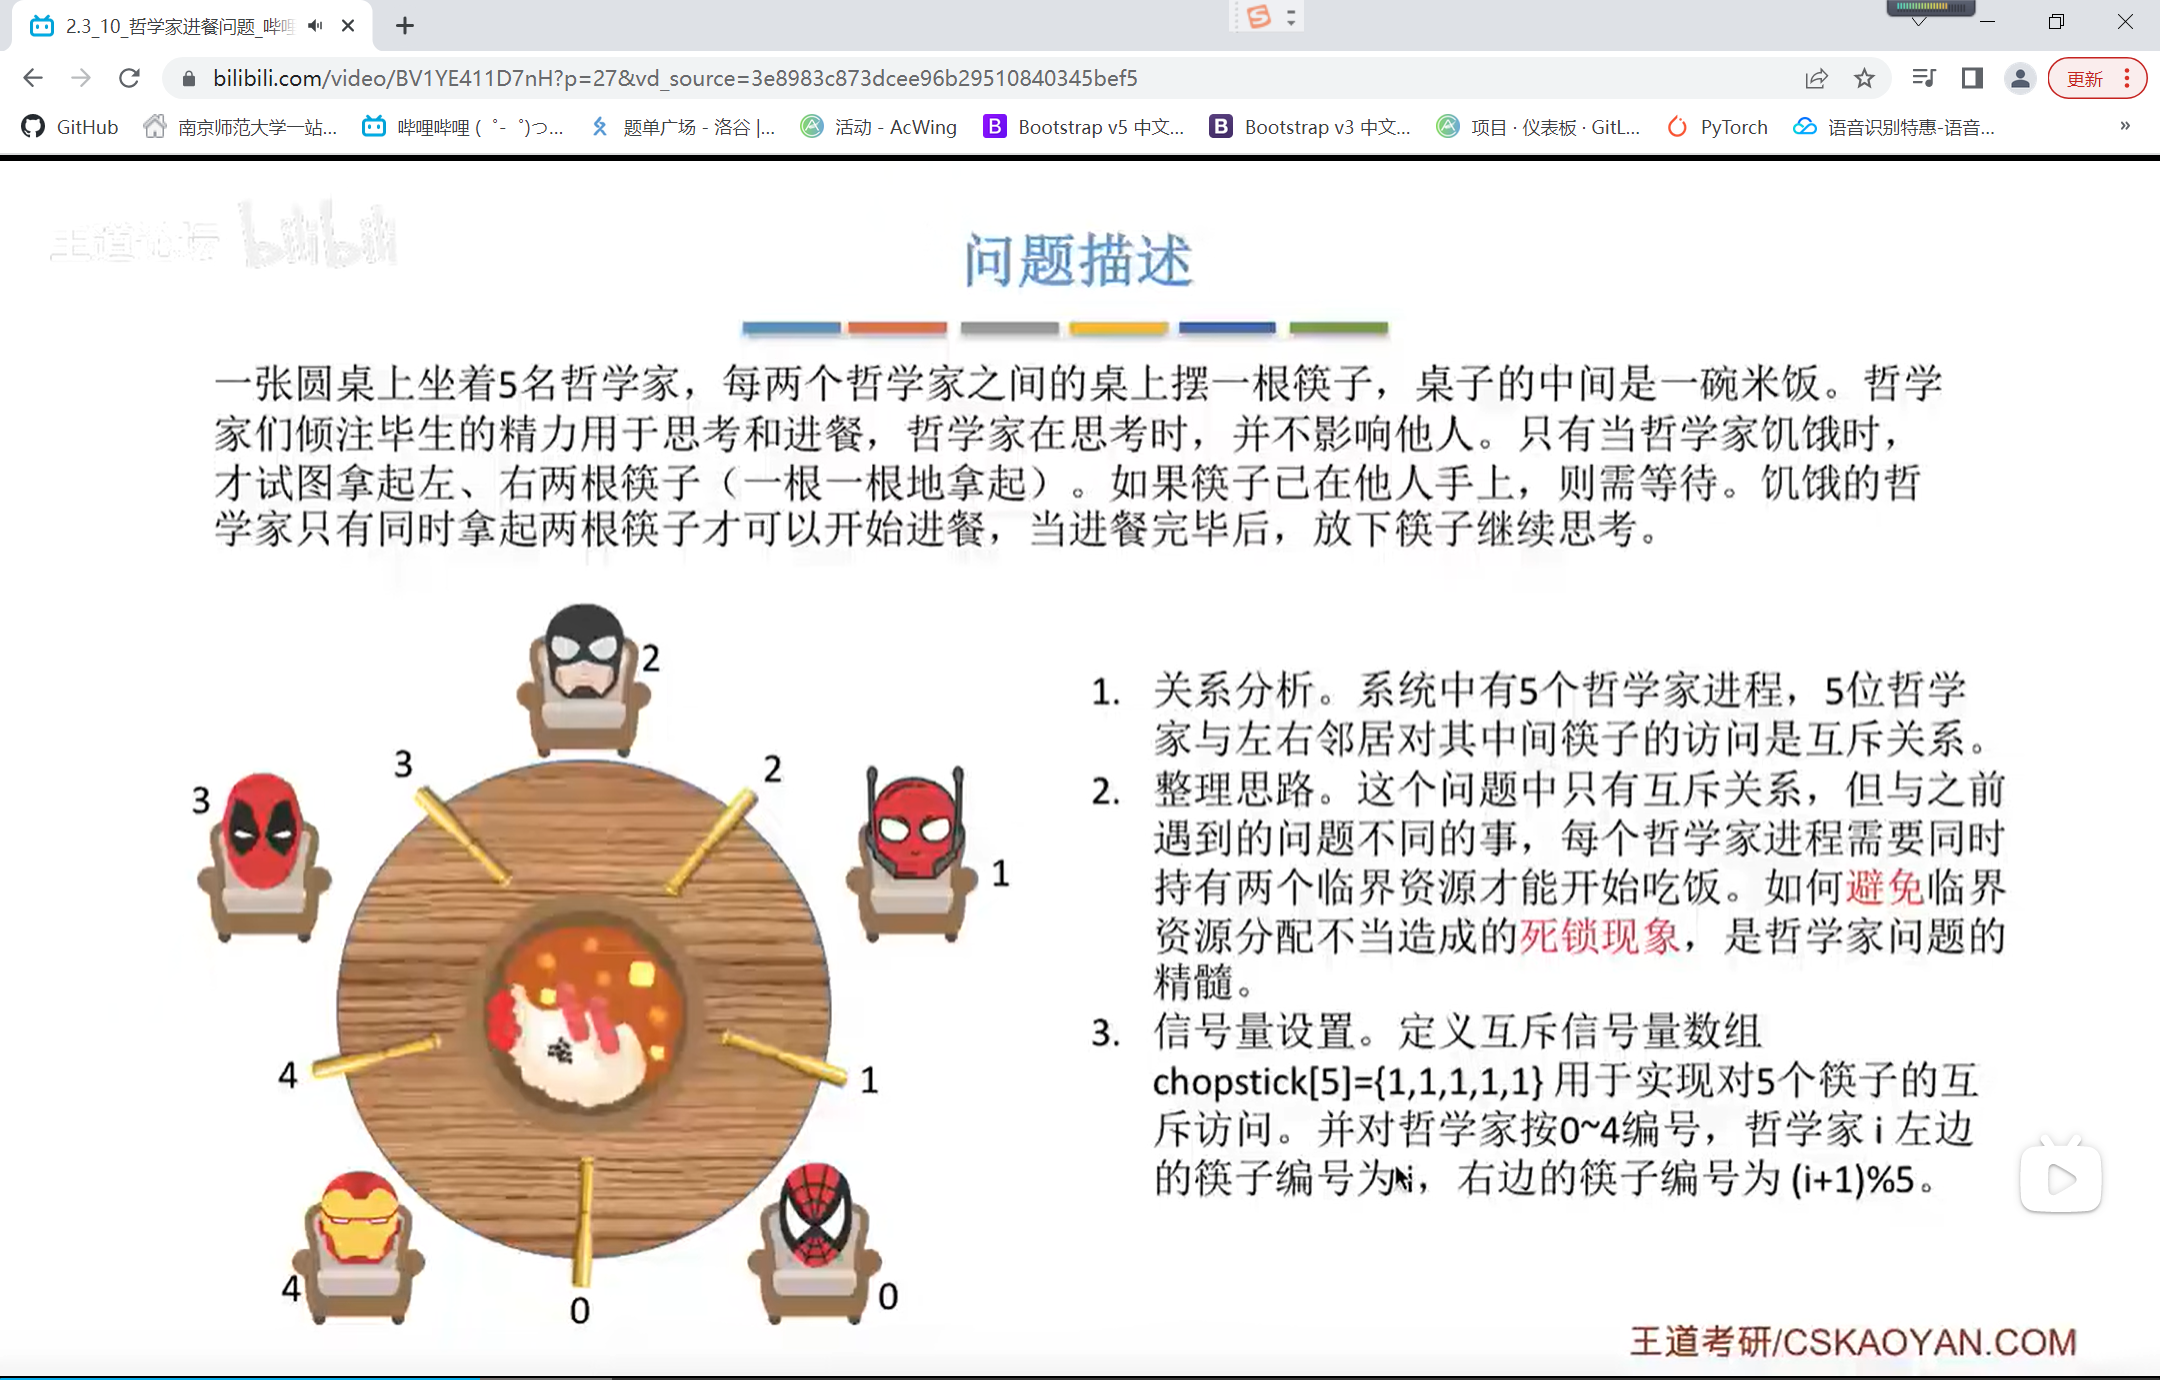 2.3_10_哲学家进餐问题_哔哩
bilibili.com/video/BV1YE411D7nH?p=27&vd_source=3e8983c873dcee96b29510840345bef5
更新
GitHub
南京师范大学一站...
哔哩哔哩 (゜-゜)つ...
题单广场 - 洛谷 |...
活动 - AcWing
Bootstrap v5 中文...
Bootstrap v3 中文...
项目 · 仪表板 · GitL...
PyTorch
语音识别特惠-语音...
»
王道论坛 bilibili
问题描述
一张圆桌上坐着5名哲学家，每两个哲学家之间的桌上摆一根筷子，桌子的中间是一碗米饭。哲学
家们倾注毕生的精力用于思考和进餐，哲学家在思考时，并不影响他人。只有当哲学家饥饿时，
才试图拿起左、右两根筷子（一根一根地拿起）。如果筷子已在他人手上，则需等待。饥饿的哲
学家只有同时拿起两根筷子才可以开始进餐，当进餐完毕后，放下筷子继续思考。
2
3
2
3
1
4
1
4
0
0
1. 关系分析。系统中有5个哲学家进程，5位哲学
家与左右邻居对其中间筷子的访问是互斥关系。
2. 整理思路。这个问题中只有互斥关系，但与之前
遇到的问题不同的事，每个哲学家进程需要同时
持有两个临界资源才能开始吃饭。如何避免临界
资源分配不当造成的死锁现象，是哲学家问题的
精髓。
3. 信号量设置。定义互斥信号量数组
chopstick[5]={1,1,1,1,1} 用于实现对5个筷子的互
斥访问。并对哲学家按0~4编号，哲学家 i 左边
的筷子编号为i，右边的筷子编号为 (i+1)%5。
王道考研/CSKAOYAN.COM